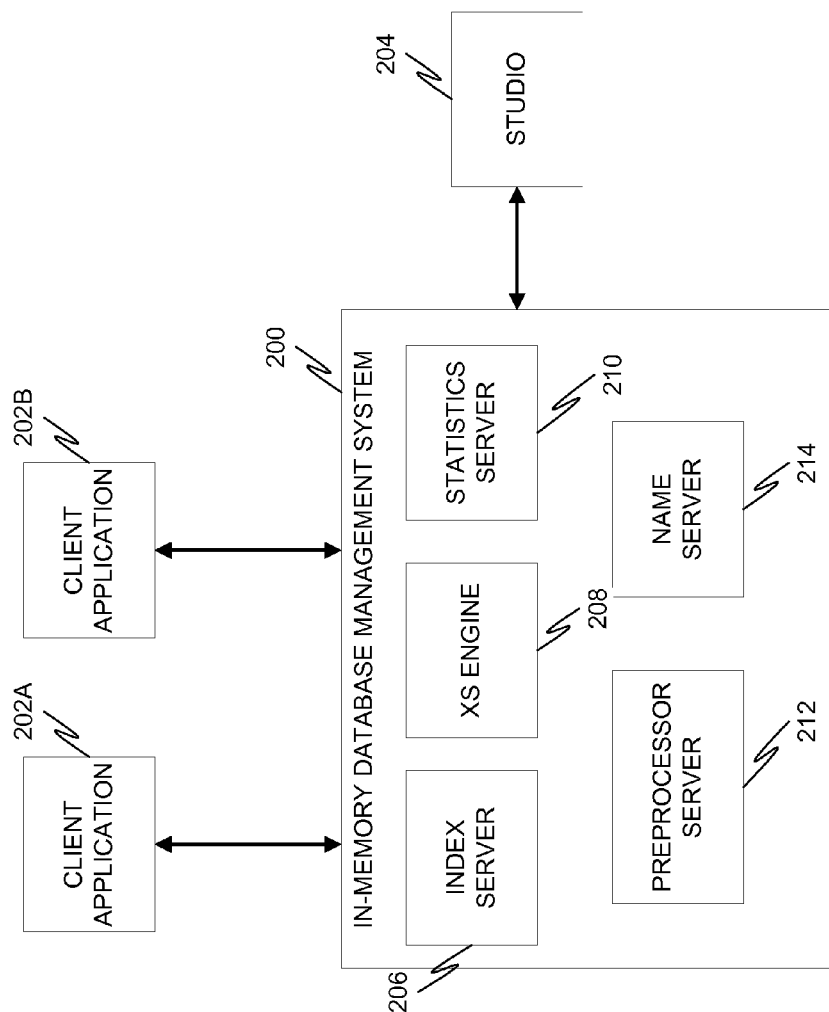 202A
202B
CLIENT
APPLICATION
CLIENT
APPLICATION
200
204
IN-MEMORY DATABASE MANAGEMENT SYSTEM
STUDIO
INDEX
SERVER
XS ENGINE
STATISTICS
SERVER
206
208
210
PREPROCESSOR
SERVER
NAME
SERVER
212
214